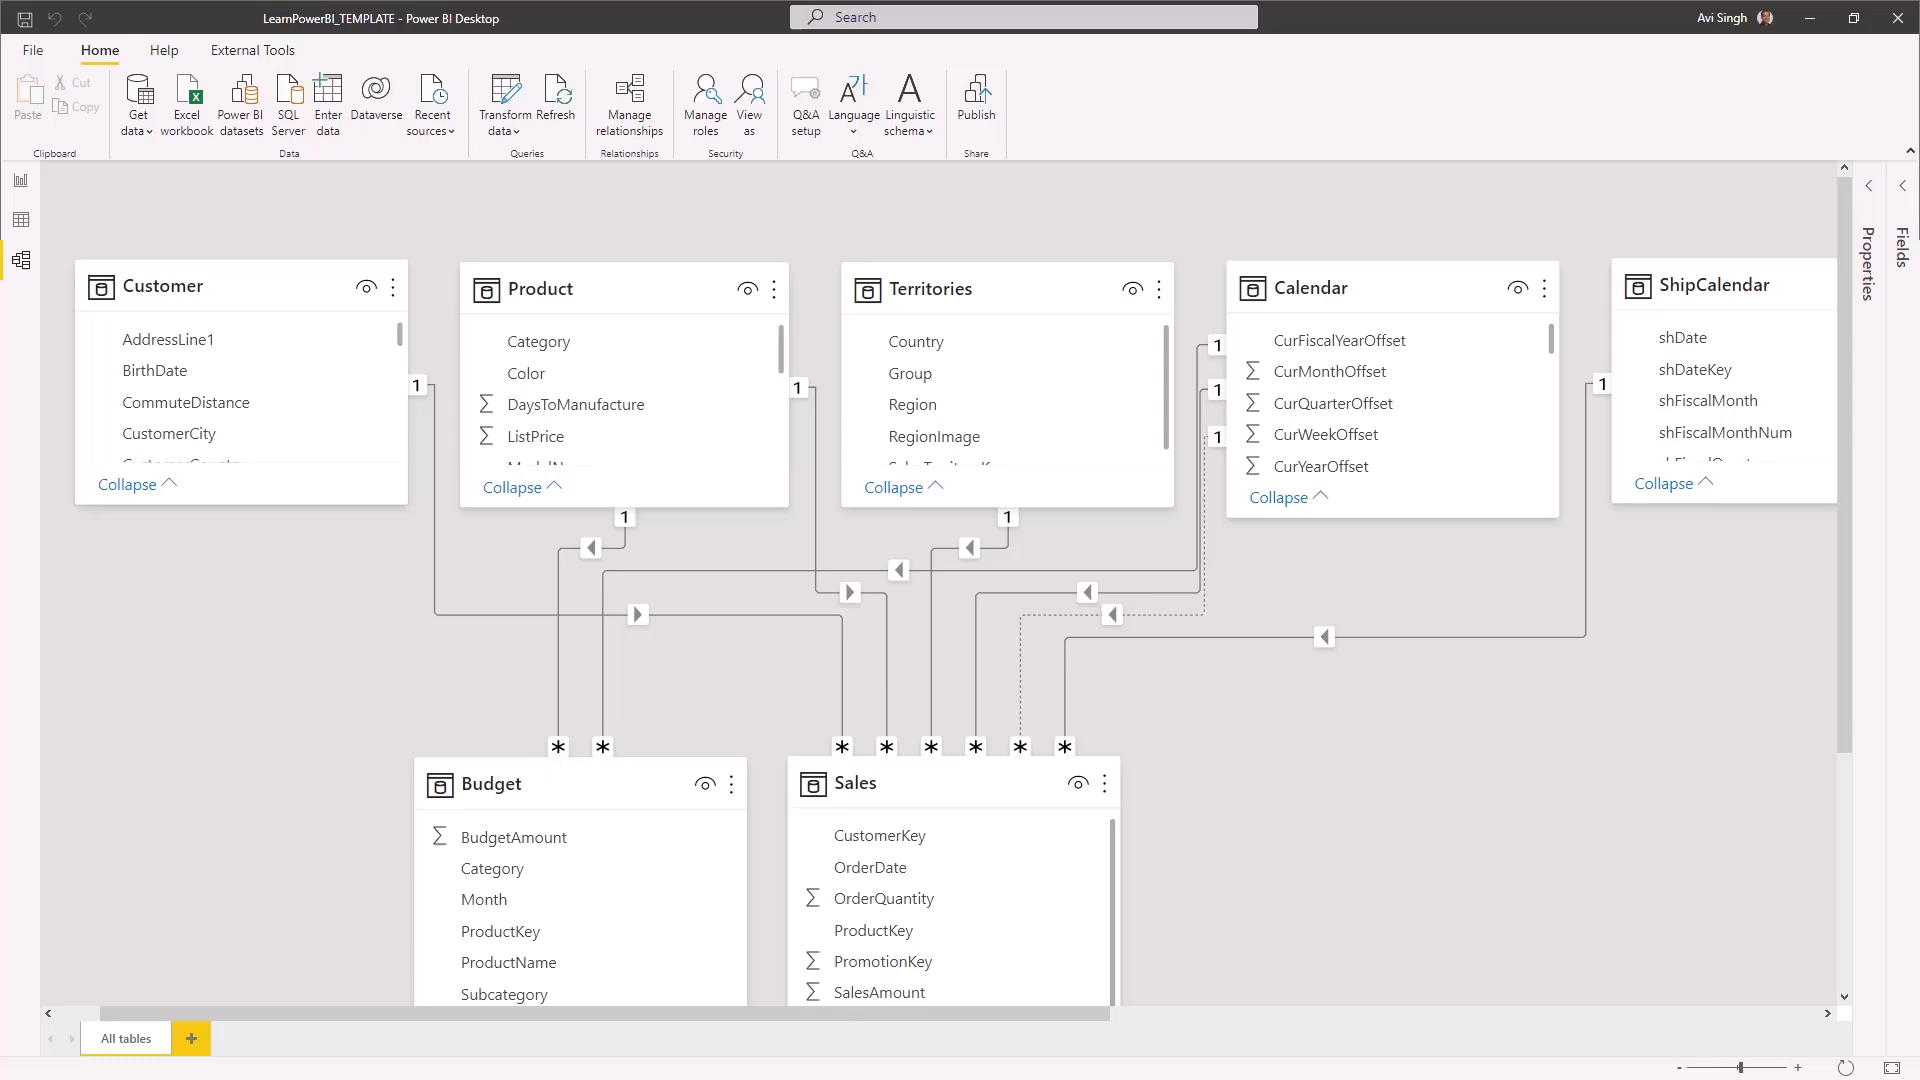 LearnPowerBI_TEMPLATE - Power BI Desktop
Search
Avi Singh
File
Home
Help
External Tools
Paste
Cut
Copy
Clipboard
Get data
Excel workbook
Power BI datasets
SQL Server
Enter data
Dataverse
Recent sources
Data
Transform data
Refresh
Queries
Manage relationships
Relationships
Manage roles
View as
Security
Q&A setup
Language
Linguistic schema
Q&A
Publish
Share
Properties
Fields
Customer
AddressLine1
BirthDate
CommuteDistance
CustomerCity
Collapse
1
Product
Category
Color
DaysToManufacture
ListPrice
Collapse
1
1
Territories
Country
Group
Region
RegionImage
Collapse
1
Calendar
CurFiscalYearOffset
CurMonthOffset
CurQuarterOffset
CurWeekOffset
CurYearOffset
Collapse
1
1
1
ShipCalendar
shDate
shDateKey
shFiscalMonth
shFiscalMonthNum
Collapse
1
* * * * * * * *
Budget
BudgetAmount
Category
Month
ProductKey
ProductName
Subcategory
Sales
CustomerKey
OrderDate
OrderQuantity
ProductKey
PromotionKey
SalesAmount
All tables